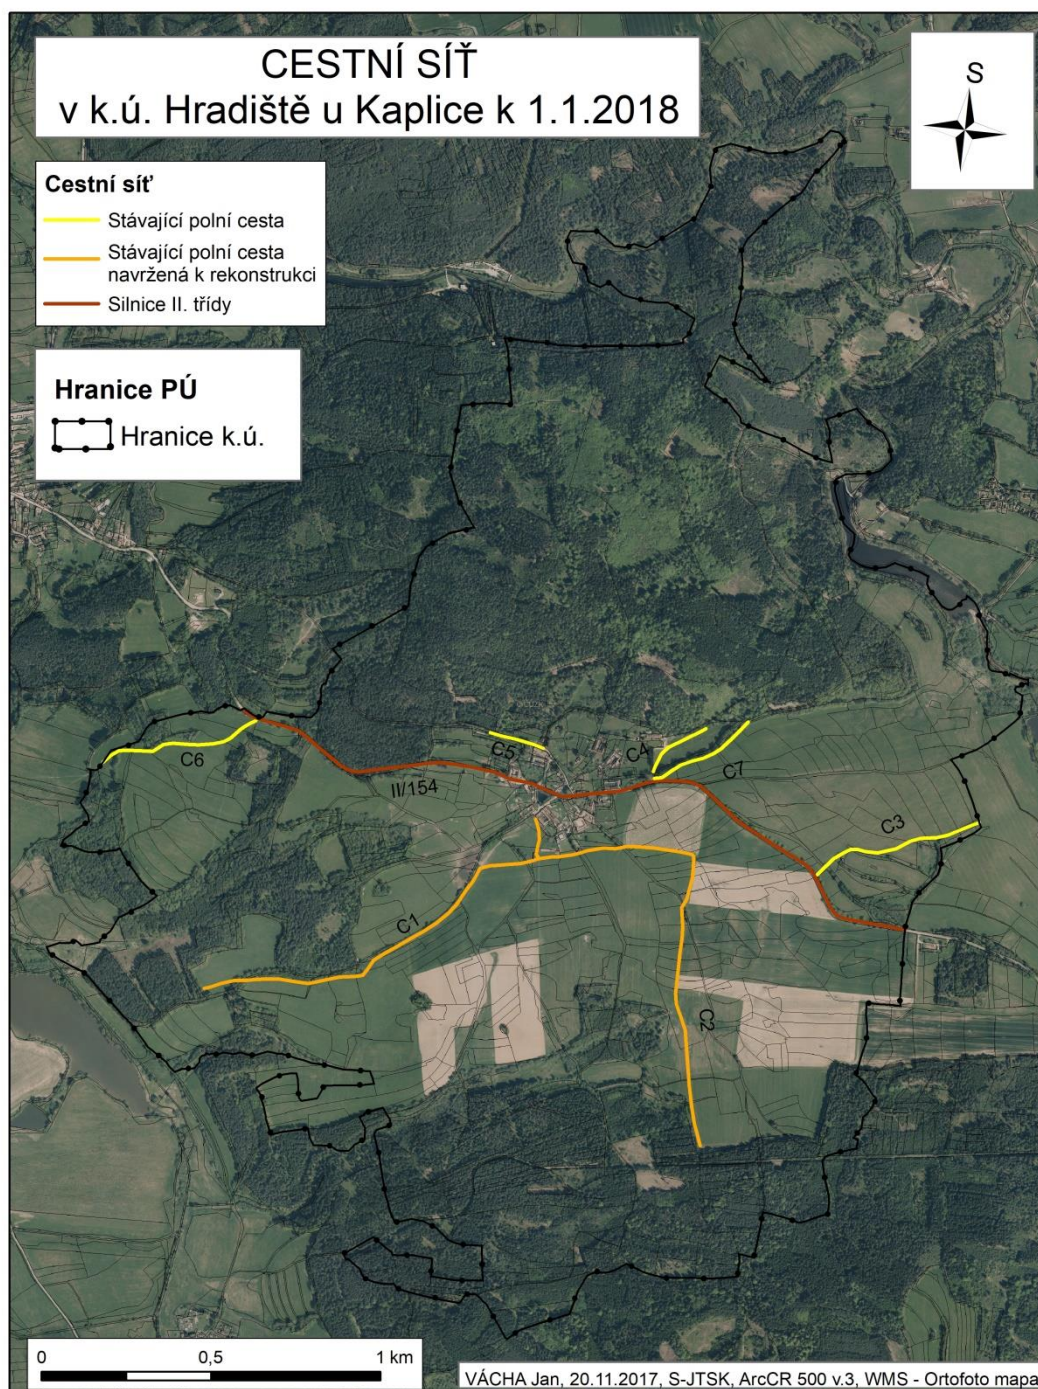 CESTNÍ SÍŤ
v k.ú. Hradiště u Kaplice k 1.1.2018
S
Cestní síť
Stávající polní cesta
Stávající polní cesta
navržená k rekonstrukci
Silnice II. třídy
Hranice PÚ
Hranice k.ú.
C6
II/154
C5
C4
C7
C3
C1
C2
0
0,5
1 km
VÁCHA Jan, 20.11.2017, S-JTSK, ArcCR 500 v.3, WMS - Ortofoto mapa